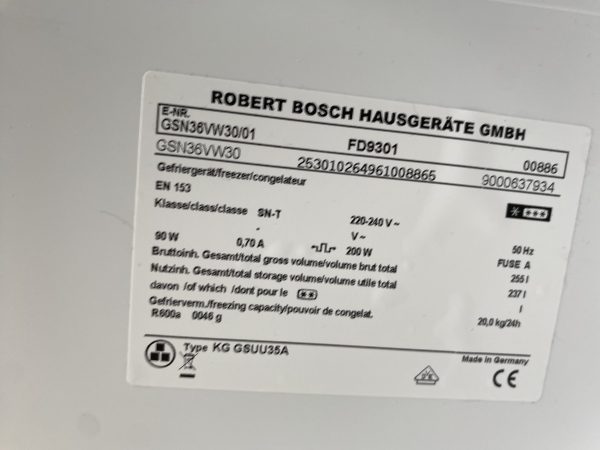 ROBERT BOSCH HAUSGERÄTE GMBH
E-NR.
GSN36VW30/01 FD9301 00886
GSN36VW30 253010264961008865 9000637934
Gefriergerät/freezer/congelateur
EN 153
Klasse/class/classe SN-T 220-240 V ~
- V ~ 50 Hz
90 W 0,70 A 200 W FUSE A
Bruttoinh. Gesamt/total gross volume/volume brut total 255 l
Nutzinh. Gesamt/total storage volume/volume utile total 237 l
davon /of which /dont pour le l
Gefrierverm./freezing capacity/pouvoir de congelat. 20,0 kg/24h
R600a 0046 g
Type KG GSUU35A
Made in Germany
CE